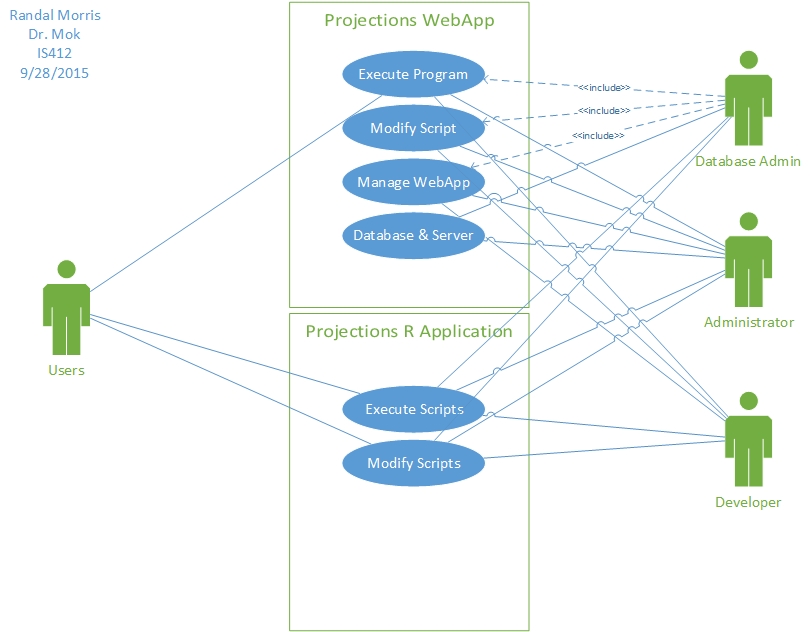 Randal Morris
Dr. Mok
IS412
9/28/2015
Projections WebApp
Execute Program
Modify Script
Manage WebApp
Database & Server
<<include>>
<<include>>
<<include>>
Database Admin
Administrator
Users
Projections R Application
Execute Scripts
Modify Scripts
Developer